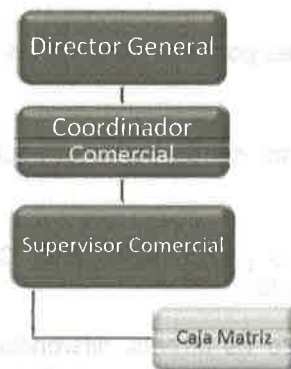 Director General
Coordinador
Comercial
Supervisor Comercial
Caja Matriz